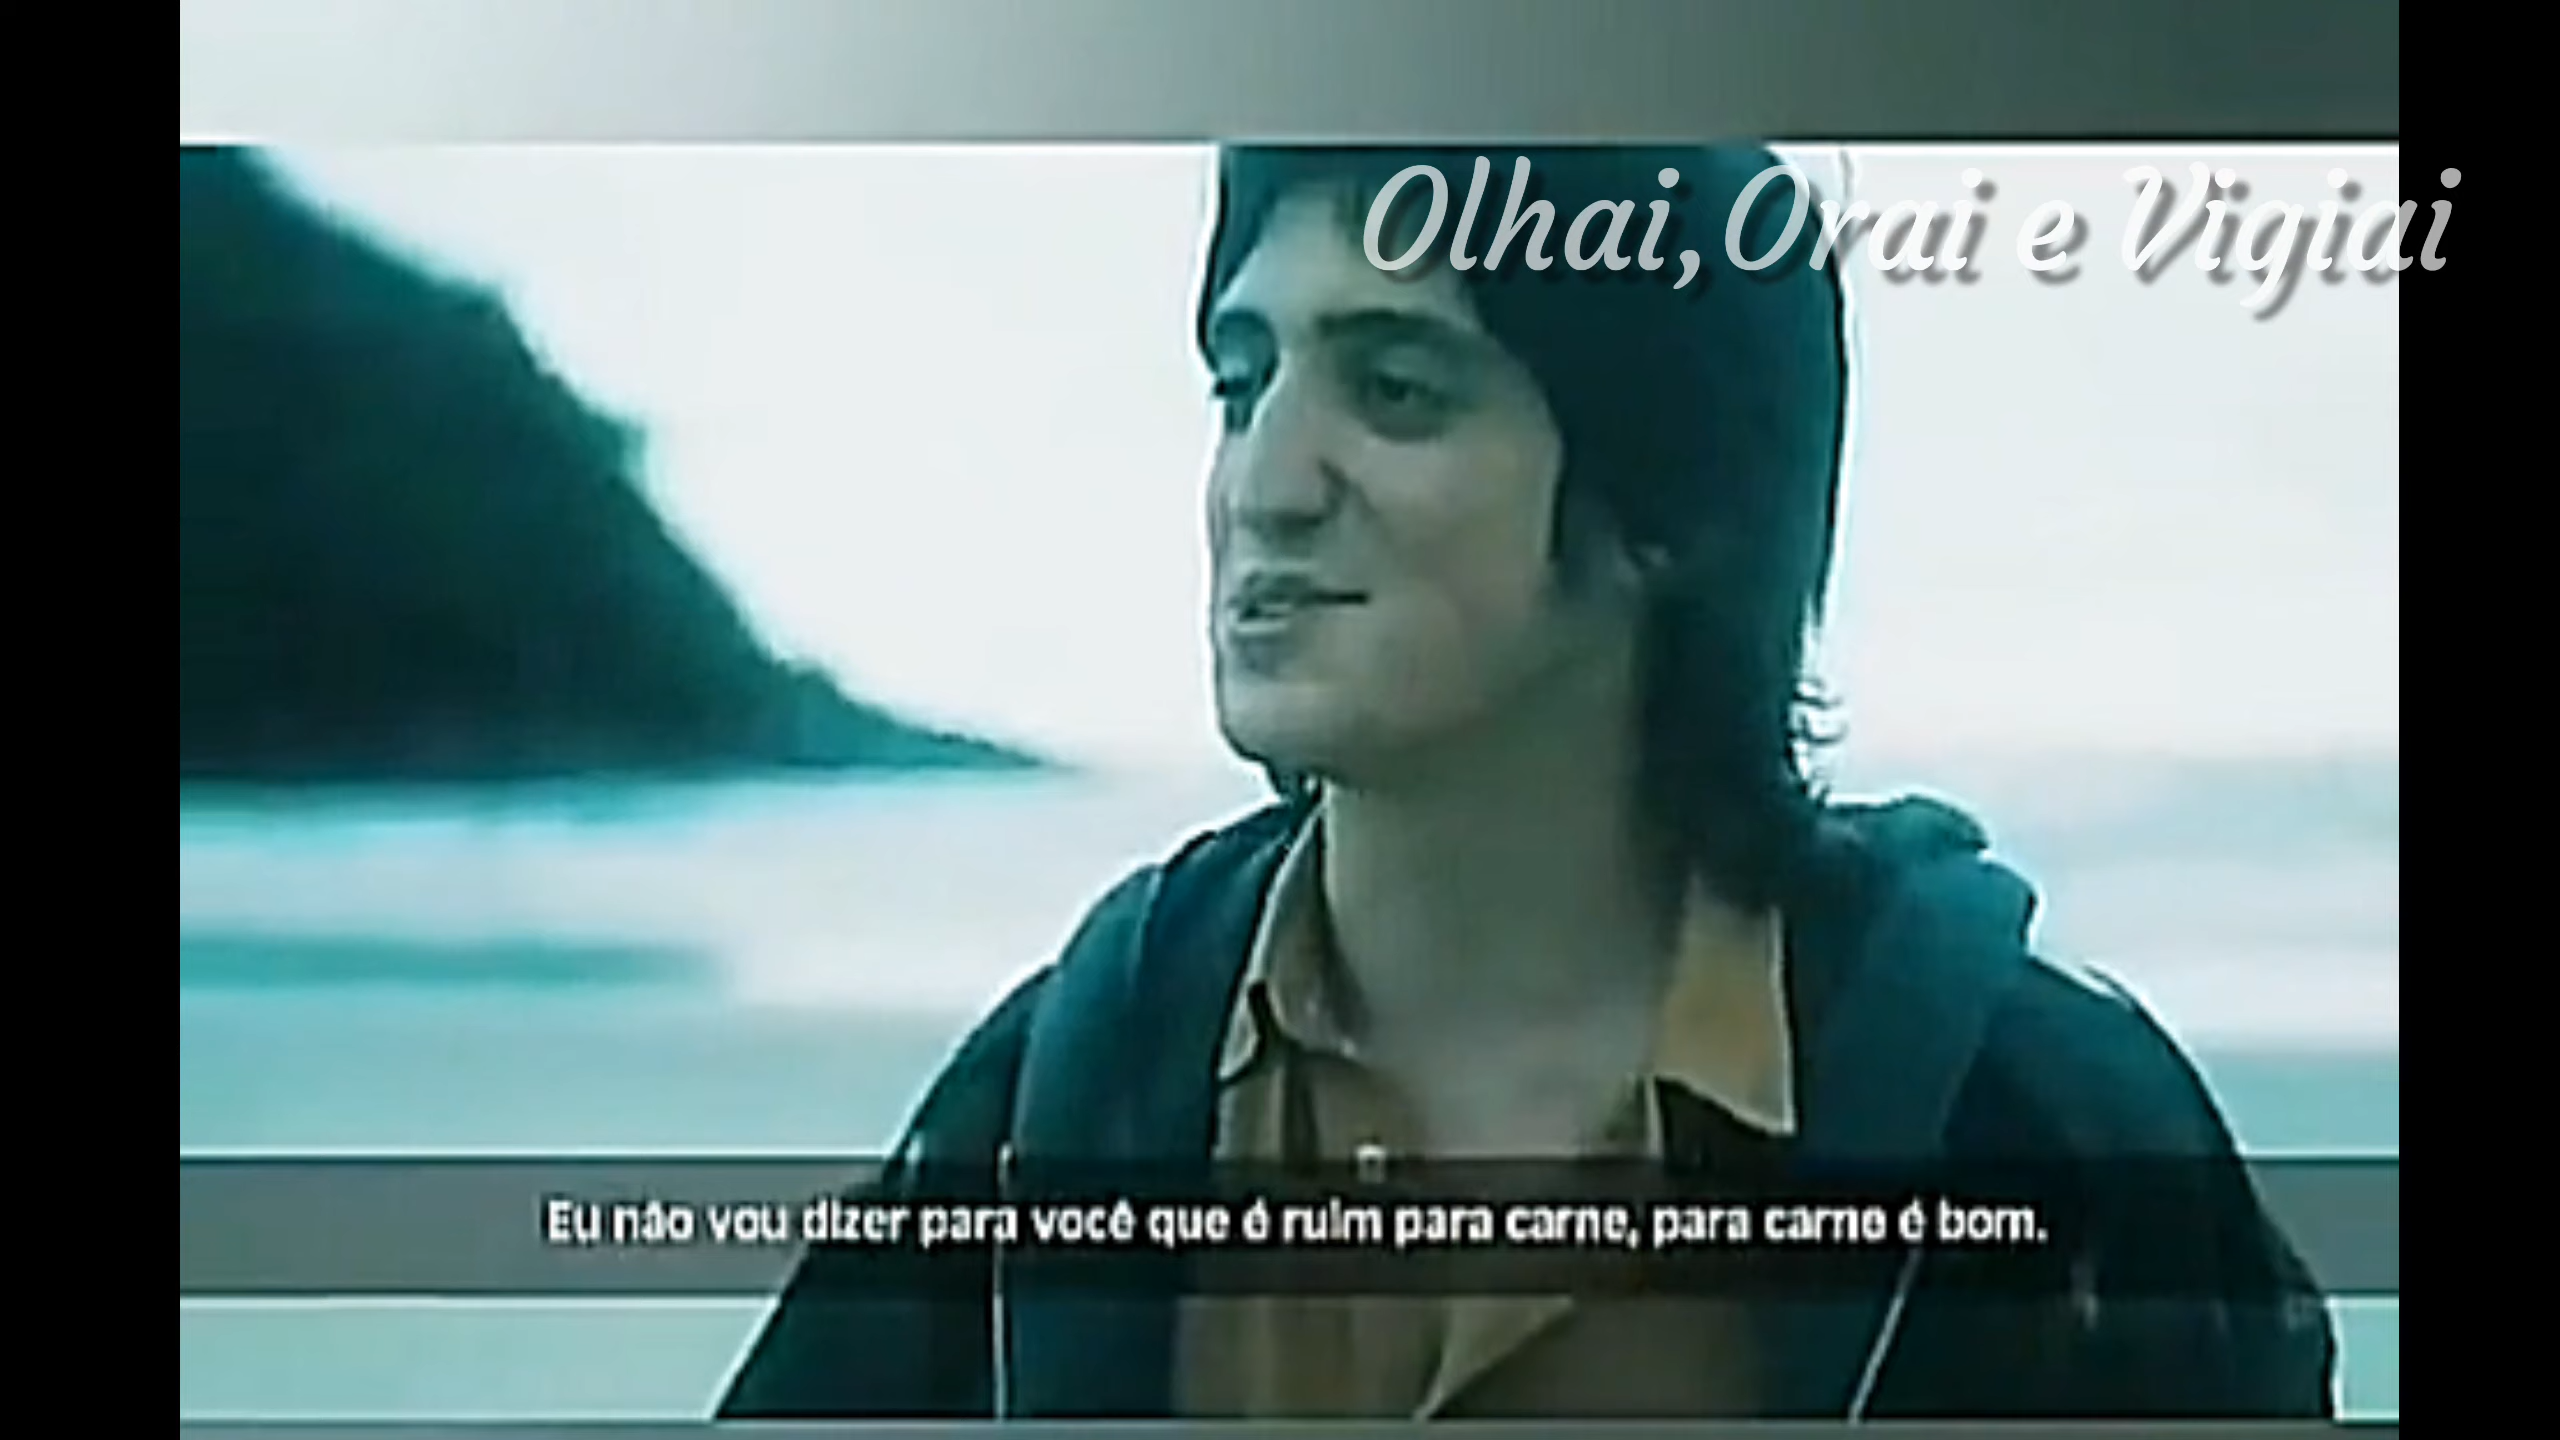 Olhai,Orai e Vigiai
Eu não vou dizer para você que é ruim para carne, para carne é bom.